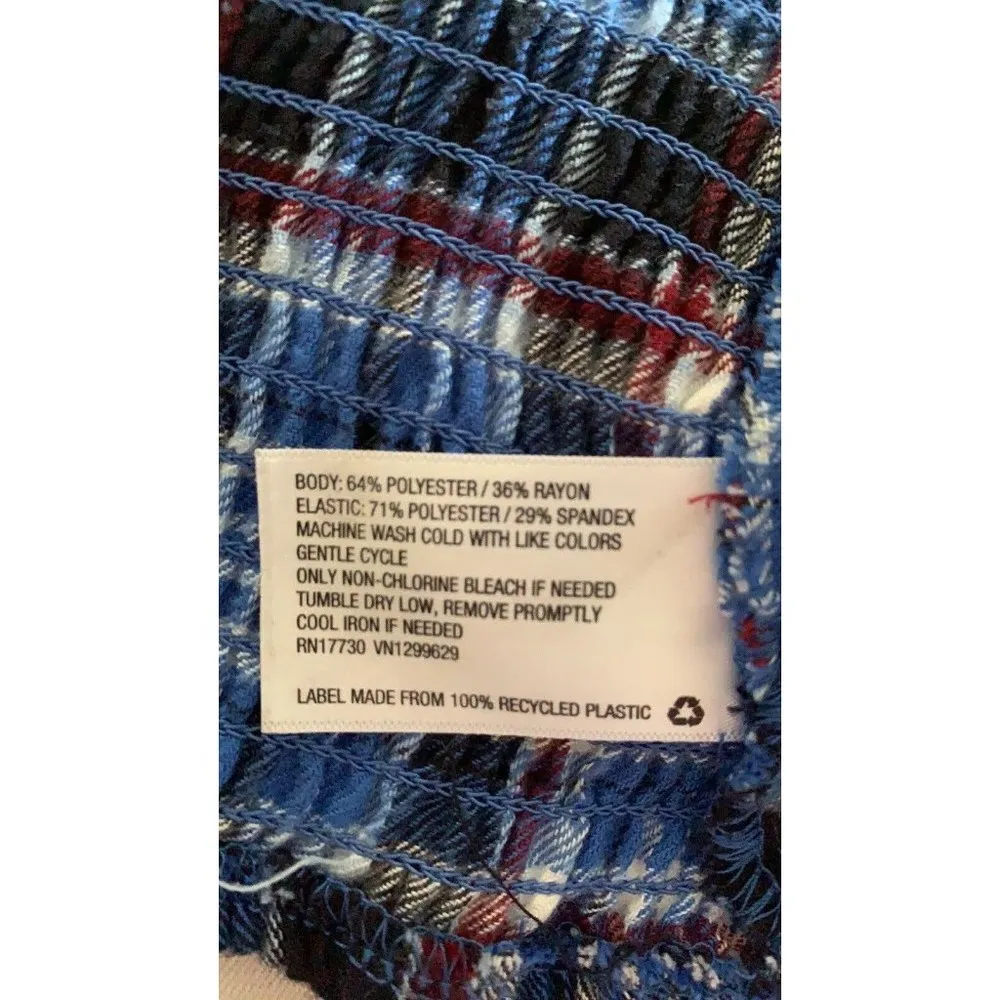 BODY: 64% POLYESTER / 36% RAYON
ELASTIC: 71% POLYESTER / 29% SPANDEX
MACHINE WASH COLD WITH LIKE COLORS
GENTLE CYCLE
ONLY NON-CHLORINE BLEACH IF NEEDED
TUMBLE DRY LOW, REMOVE PROMPTLY
COOL IRON IF NEEDED
RN17730 VN1299629
LABEL MADE FROM 100% RECYCLED PLASTIC